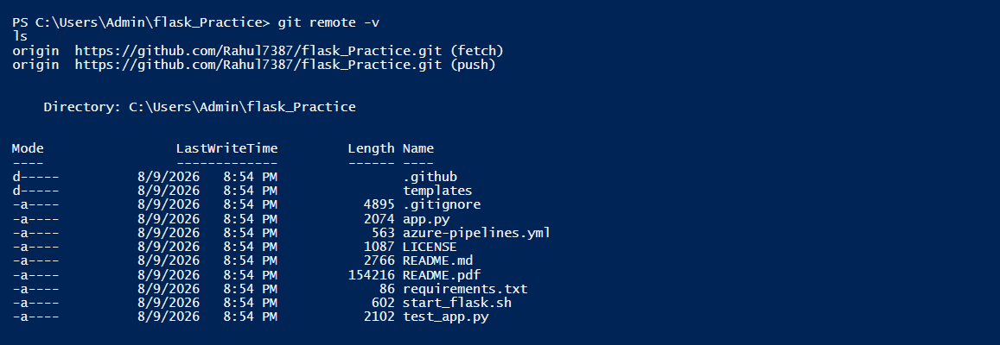 PS C:\Users\Admin\flask_Practice> git remote -v
ls
origin  https://github.com/Rahul7387/flask_Practice.git (fetch)
origin  https://github.com/Rahul7387/flask_Practice.git (push)
    Directory: C:\Users\Admin\flask_Practice
Mode                 LastWriteTime         Length Name
----                 -------------         ------ ----
d-----          8/9/2026   8:54 PM                .github
d-----          8/9/2026   8:54 PM                templates
-a----          8/9/2026   8:54 PM           4895 .gitignore
-a----          8/9/2026   8:54 PM           2074 app.py
-a----          8/9/2026   8:54 PM            563 azure-pipelines.yml
-a----          8/9/2026   8:54 PM           1087 LICENSE
-a----          8/9/2026   8:54 PM           2766 README.md
-a----          8/9/2026   8:54 PM         154216 README.pdf
-a----          8/9/2026   8:54 PM             86 requirements.txt
-a----          8/9/2026   8:54 PM            602 start_flask.sh
-a----          8/9/2026   8:54 PM           2102 test_app.py